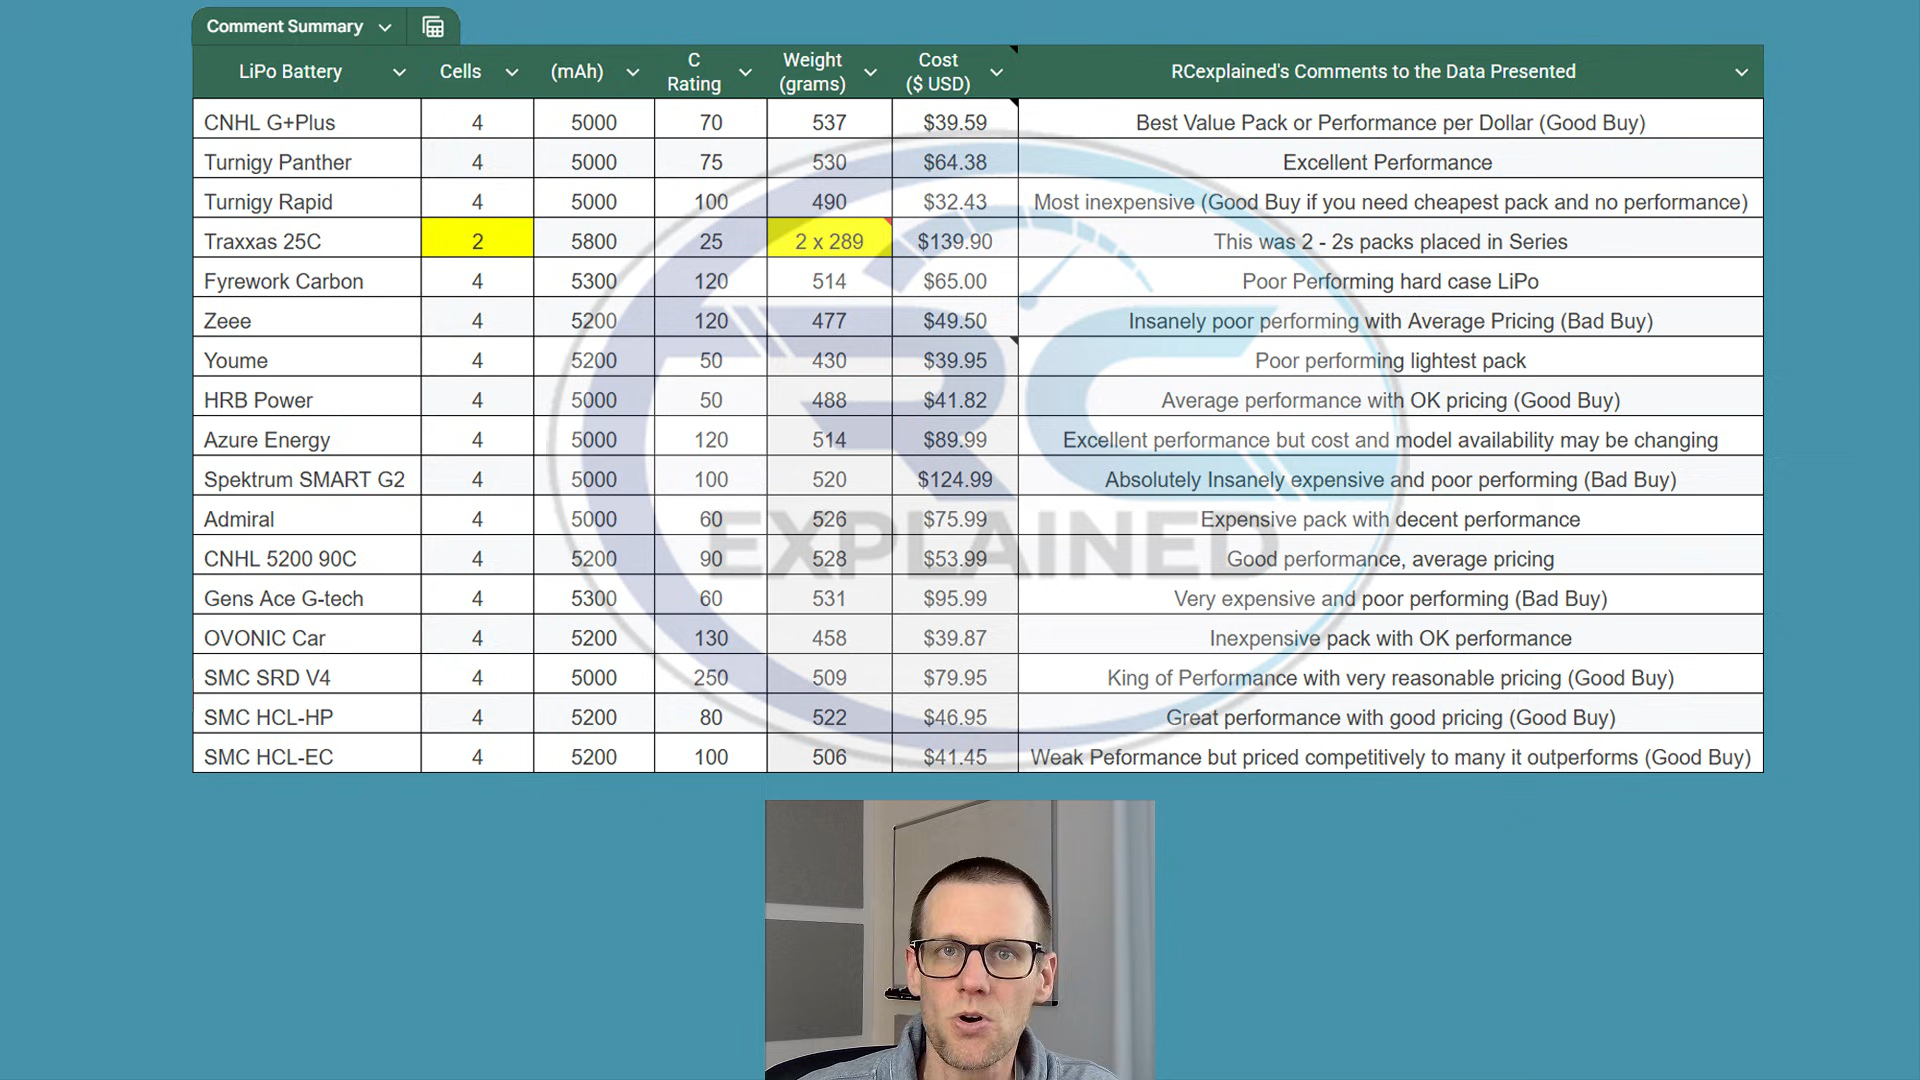 Comment Summary
LiPo Battery Cells (mAh) C Rating Weight (grams) Cost ($ USD) RCexplained's Comments to the Data Presented
CNHL G+Plus 4 5000 70 537 $39.59 Best Value Pack or Performance per Dollar (Good Buy)
Turnigy Panther 4 5000 75 530 $64.38 Excellent Performance
Turnigy Rapid 4 5000 100 490 $32.43 Most inexpensive (Good Buy if you need cheapest pack and no performance)
Traxxas 25C 2 5800 25 2 x 289 $139.90 This was 2 - 2s packs placed in Series
Fyrework Carbon 4 5300 120 514 $65.00 Poor Performing hard case LiPo
Zeee 4 5200 120 477 $49.50 Insanely poor performing with Average Pricing (Bad Buy)
Youme 4 5200 50 430 $39.95 Poor performing lightest pack
HRB Power 4 5000 50 488 $41.82 Average performance with OK pricing (Good Buy)
Azure Energy 4 5000 120 514 $89.99 Excellent performance but cost and model availability may be changing
Spektrum SMART G2 4 5000 100 520 $124.99 Absolutely Insanely expensive and poor performing (Bad Buy)
Admiral 4 5000 60 526 $75.99 Expensive pack with decent performance
CNHL 5200 90C 4 5200 90 528 $53.99 Good performance, average pricing
Gens Ace G-tech 4 5300 60 531 $95.99 Very expensive and poor performing (Bad Buy)
OVONIC Car 4 5200 130 458 $39.87 Inexpensive pack with OK performance
SMC SRD V4 4 5000 250 509 $79.95 King of Performance with very reasonable pricing (Good Buy)
SMC HCL-HP 4 5200 80 522 $46.95 Great performance with good pricing (Good Buy)
SMC HCL-EC 4 5200 100 506 $41.45 Weak Peformance but priced competitively to many it outperforms (Good Buy)
RC
EXPLAINED